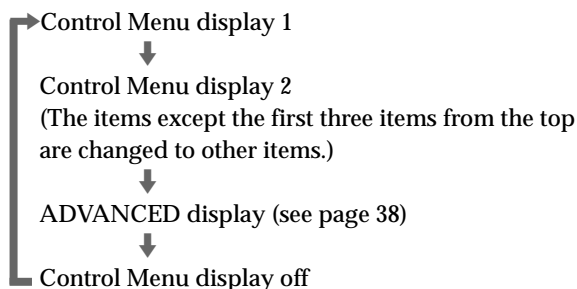 Control Menu display 1
Control Menu display 2
(The items except the first three items from the top
are changed to other items.)
ADVANCED display (see page 38)
Control Menu display off